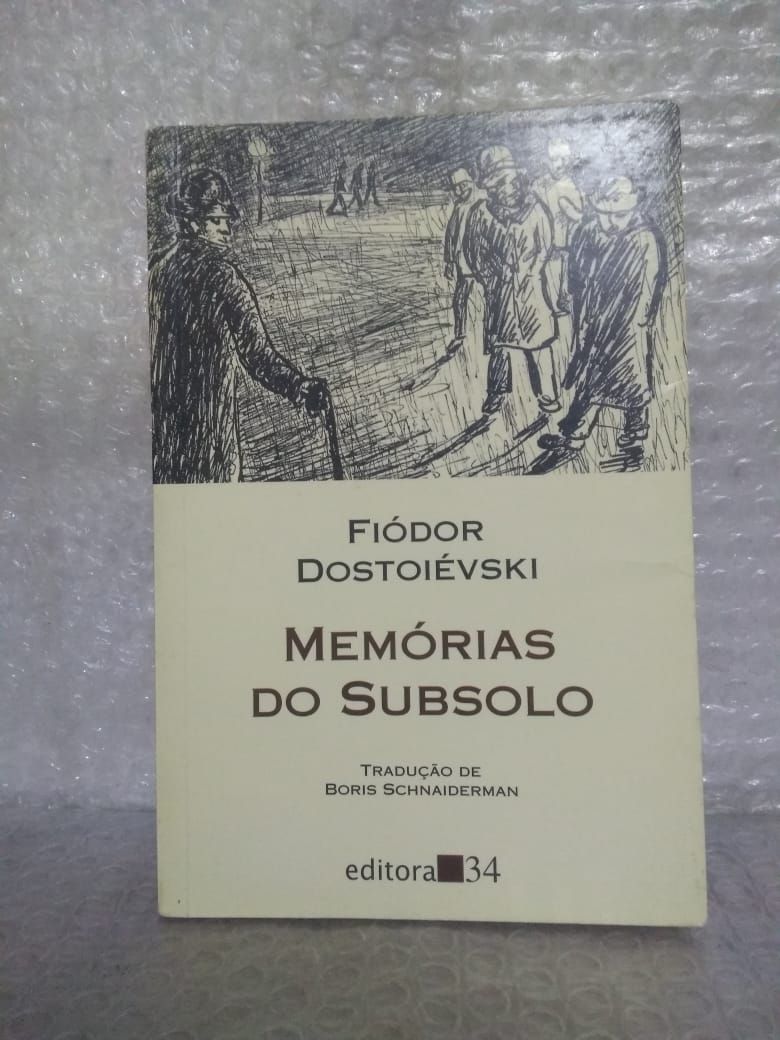 FIÓDOR
DOSTOIÉVSKI
MEMÓRIAS
DO SUBSOLO
TRADUÇÃO DE
BORIS SCHNAIDERMAN
editora 34